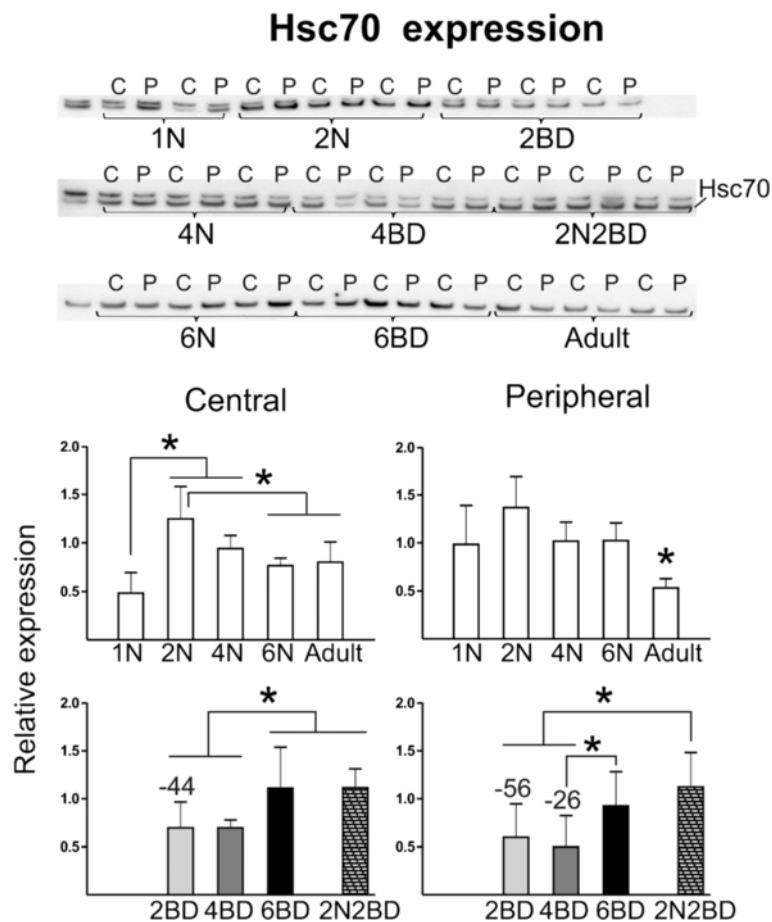 Hsc70 expression
C P C P C P C P C P C P C P C P
1N 2N 2BD
C P C P C P C P C P C P C P C P C P
Hsc70
4N 4BD 2N2BD
C P C P C P C P C P C P C P C P C P
6N 6BD Adult
Central Peripheral
Relative expression
2.0 * 2.0
1.5 * 1.5
1.0 1.0 *
0.5 0.5
1N 2N 4N 6N Adult 1N 2N 4N 6N Adult
2.0 * 2.0 *
1.5 1.5 *
-44 -56 -26
1.0 1.0
0.5 0.5
2BD 4BD 6BD 2N2BD 2BD 4BD 6BD 2N2BD